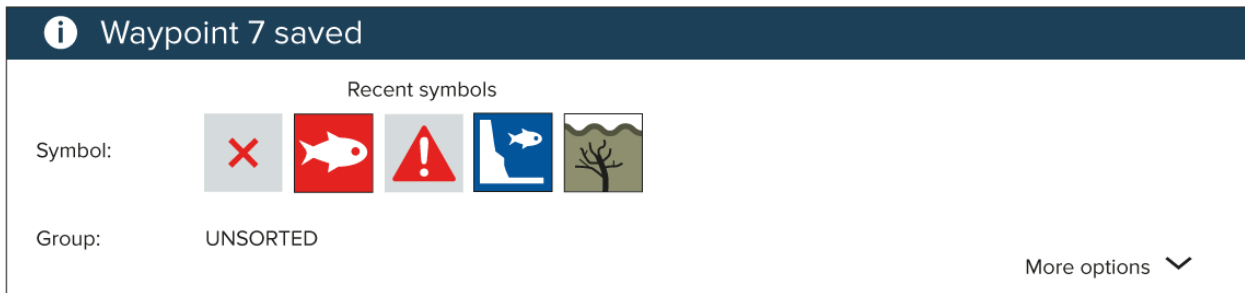 Waypoint 7 saved
Recent symbols
Symbol:
Group: UNSORTED
More options